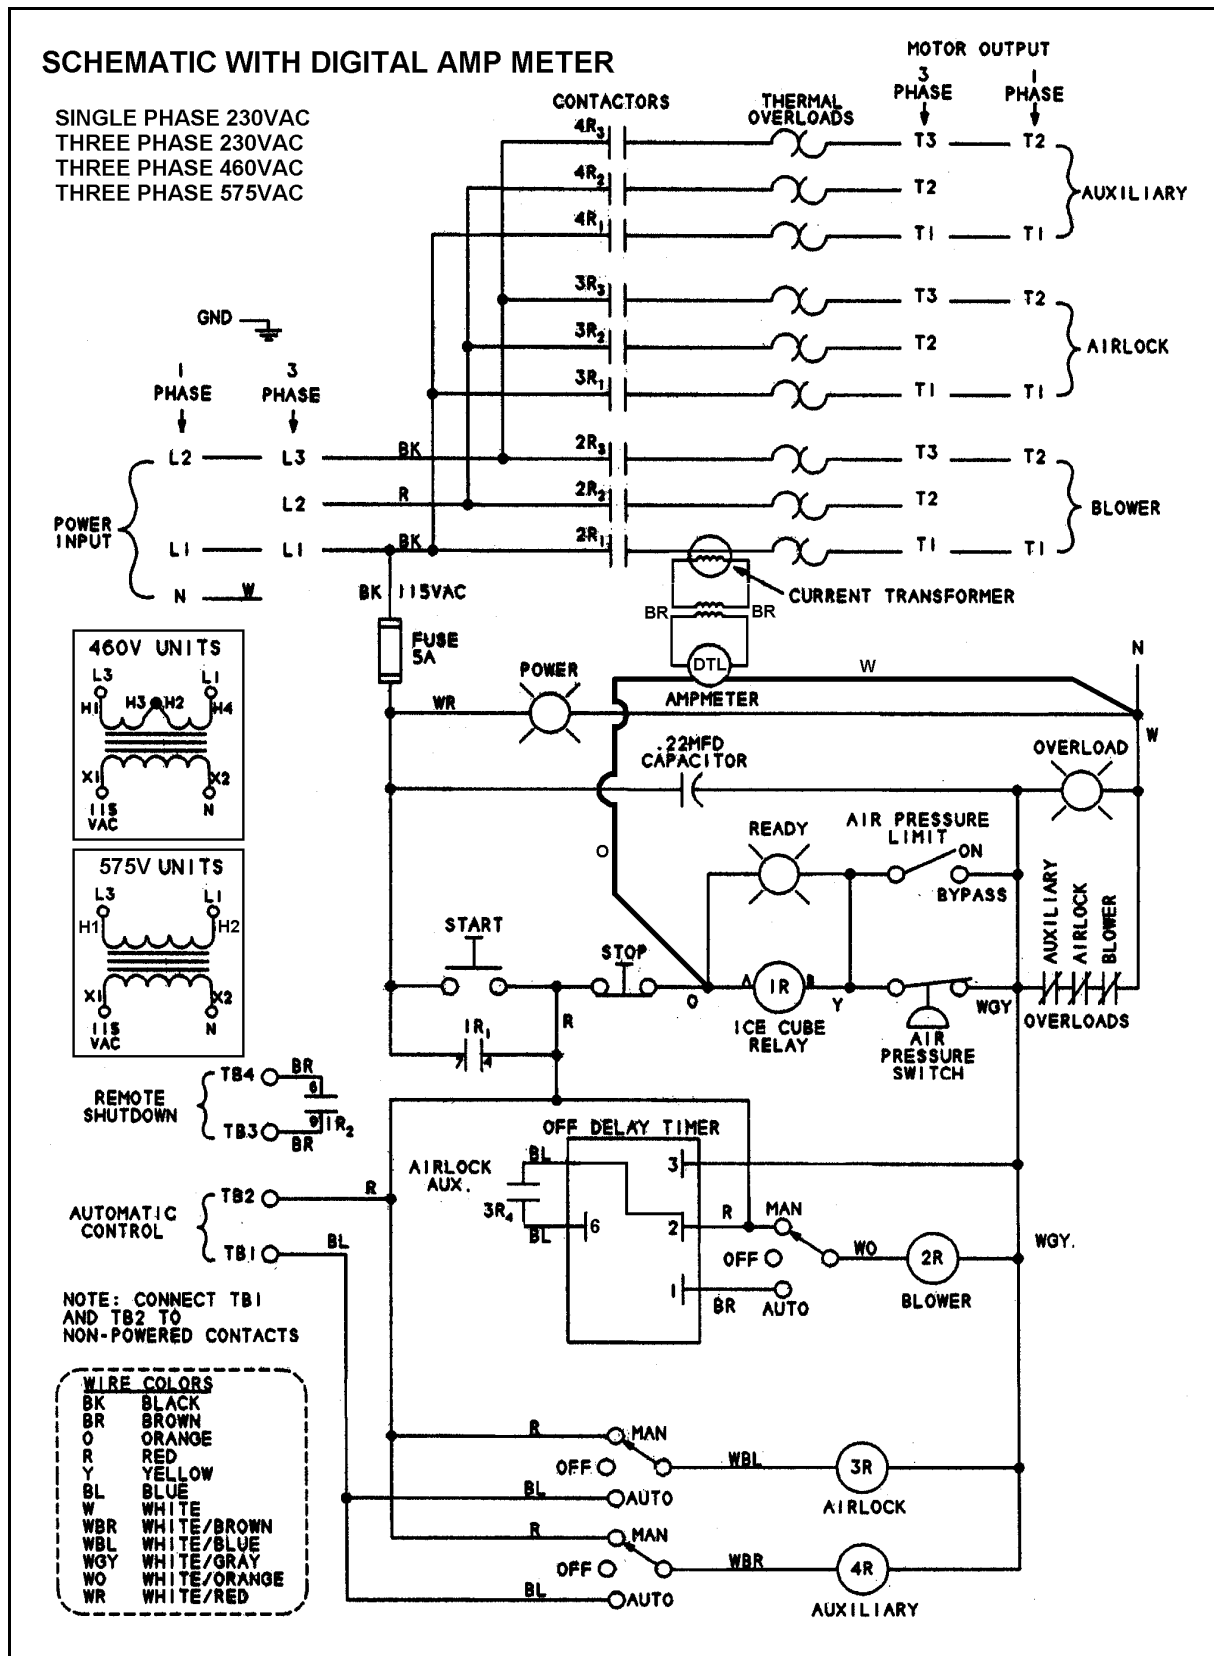 SCHEMATIC WITH DIGITAL AMP METER
SINGLE PHASE 230VAC
THREE PHASE 230VAC
THREE PHASE 460VAC
THREE PHASE 575VAC
MOTOR OUTPUT
3 PHASE
1 PHASE
CONTACTORS
THERMAL OVERLOADS
4R3
T3
T2
4R2
T2
AUXILIARY
4R1
T1
T1
3R3
T3
T2
GND
3R2
T2
AIRLOCK
1 PHASE
3 PHASE
3R1
T1
T1
L2
L3
BK
2R3
T3
T2
L2
R
2R2
T2
BLOWER
POWER INPUT
L1
L1
BK
2R1
T1
T1
N
W
BK
115VAC
CURRENT TRANSFORMER
BR
BR
FUSE
5A
460V UNITS
L3
L1
H1
H3
H2
H4
X1
X2
115
VAC
N
POWER
DTL
AMPMETER
W
N
WR
W
.22MFD
CAPACITOR
OVERLOAD
575V UNITS
L3
L1
H1
H2
X1
X2
115
VAC
N
O
READY
AIR PRESSURE
LIMIT
ON
BYPASS
AUXILIARY
AIRLOCK
BLOWER
START
STOP
R
O
A
1R
B
Y
WGY
OVERLOADS
ICE CUBE
RELAY
AIR
PRESSURE
SWITCH
1R1
7
4
REMOTE
SHUTDOWN
TB4
BR
6
9
1R2
TB3
BR
OFF DELAY TIMER
AIRLOCK
AUX.
BL
3
3R4
BL
6
2
R
MAN
OFF
WO
2R
BLOWER
WGY.
1
BR
AUTO
AUTOMATIC
CONTROL
TB2
R
TB1
BL
NOTE: CONNECT TB1
AND TB2 TO
NON-POWERED CONTACTS
WIRE COLORS
BK BLACK
BR BROWN
O ORANGE
R RED
Y YELLOW
BL BLUE
W WHITE
WBR WHITE/BROWN
WBL WHITE/BLUE
WGY WHITE/GRAY
WO WHITE/ORANGE
WR WHITE/RED
R
MAN
OFF
WBL
3R
AIRLOCK
BL
AUTO
R
MAN
OFF
WBR
4R
AUXILIARY
BL
AUTO